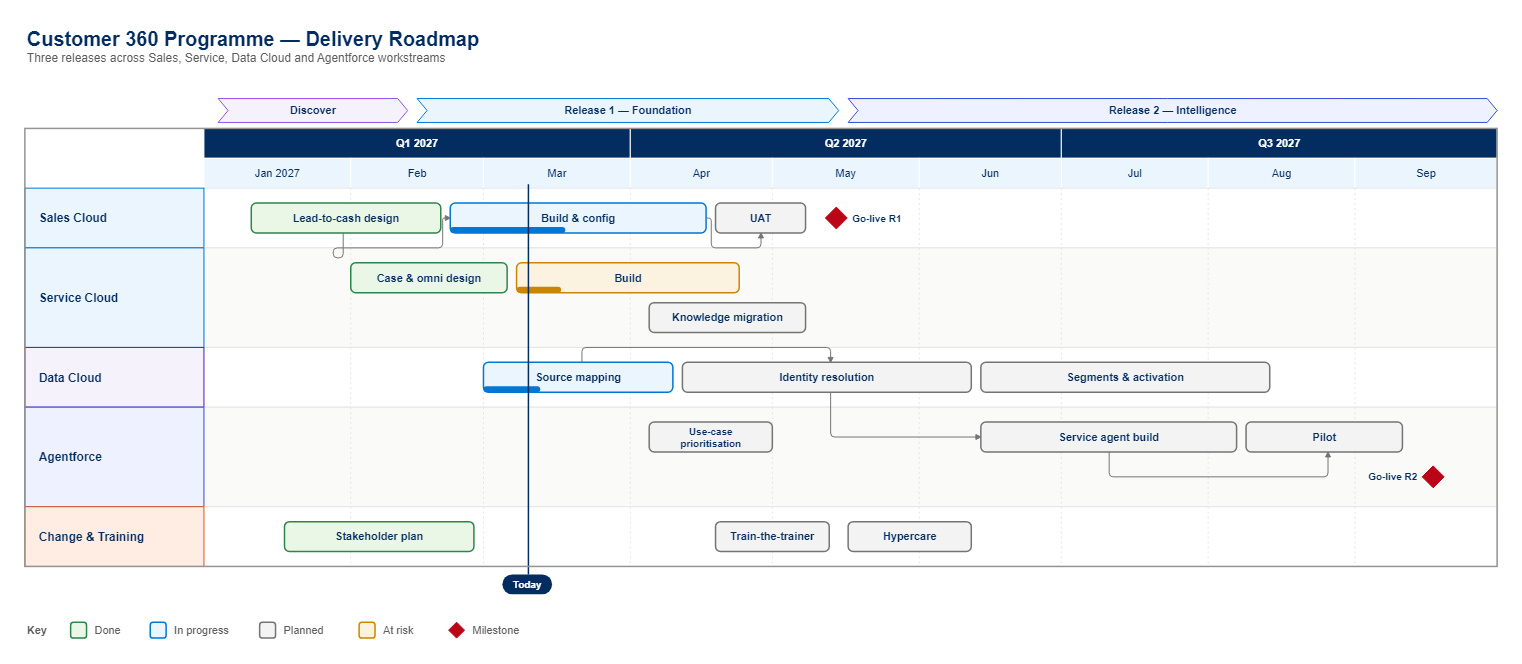 Customer 360 Programme — Delivery Roadmap
Three releases across Sales, Service, Data Cloud and Agentforce workstreams
Discover
Release 1 — Foundation
Release 2 — Intelligence
Q1 2027
Q2 2027
Q3 2027
Jan 2027
Feb
Mar
Apr
May
Jun
Jul
Aug
Sep
Sales Cloud
Lead-to-cash design
Build & config
UAT
Go-live R1
Service Cloud
Case & omni design
Build
Knowledge migration
Data Cloud
Source mapping
Identity resolution
Segments & activation
Agentforce
Use-case
prioritisation
Service agent build
Pilot
Go-live R2
Change & Training
Stakeholder plan
Train-the-trainer
Hypercare
Today
Key
Done
In progress
Planned
At risk
Milestone